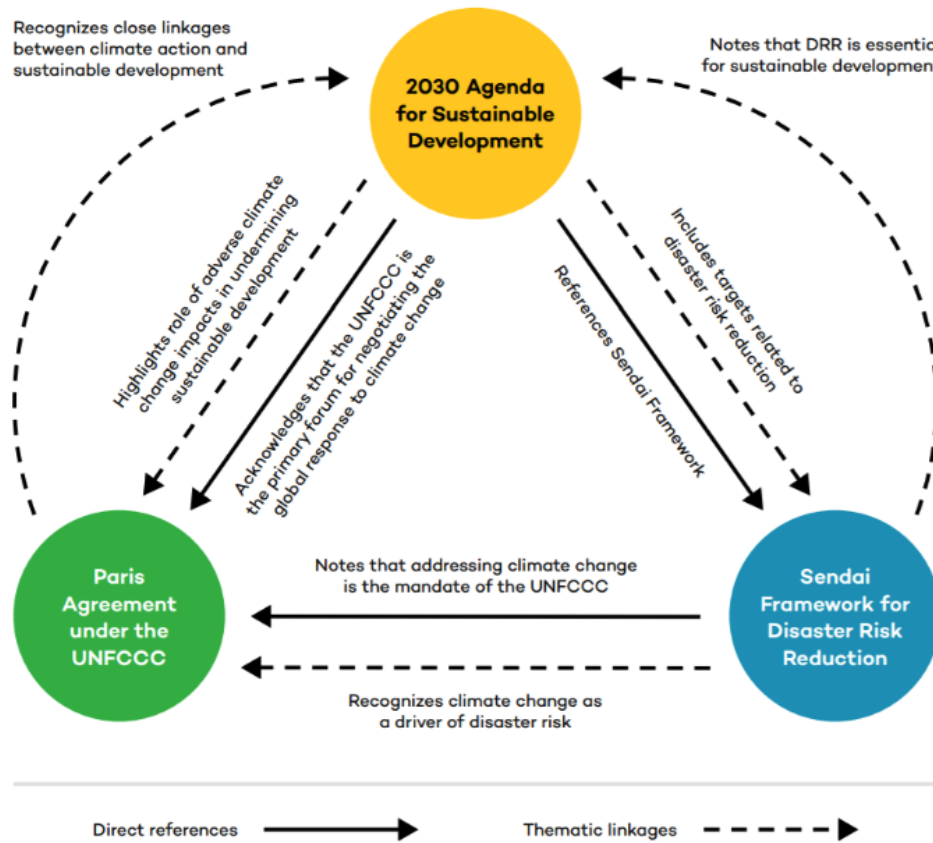 Recognizes close linkages
between climate action and
sustainable development
Notes that DRR is essentia
for sustainable developmen
2030 Agenda
for Sustainable
Development
Highlights role of adverse climate
change impacts in undermining
sustainable development
Acknowledges that the UNFCCC is
the primary forum for negotiating the
global response to climate change
References Sendai Framework
Includes targets related to
disaster risk reduction
Paris
Agreement
under the
UNFCCC
Notes that addressing climate change
is the mandate of the UNFCCC
Recognizes climate change as
a driver of disaster risk
Sendai
Framework for
Disaster Risk
Reduction
Direct references
Thematic linkages